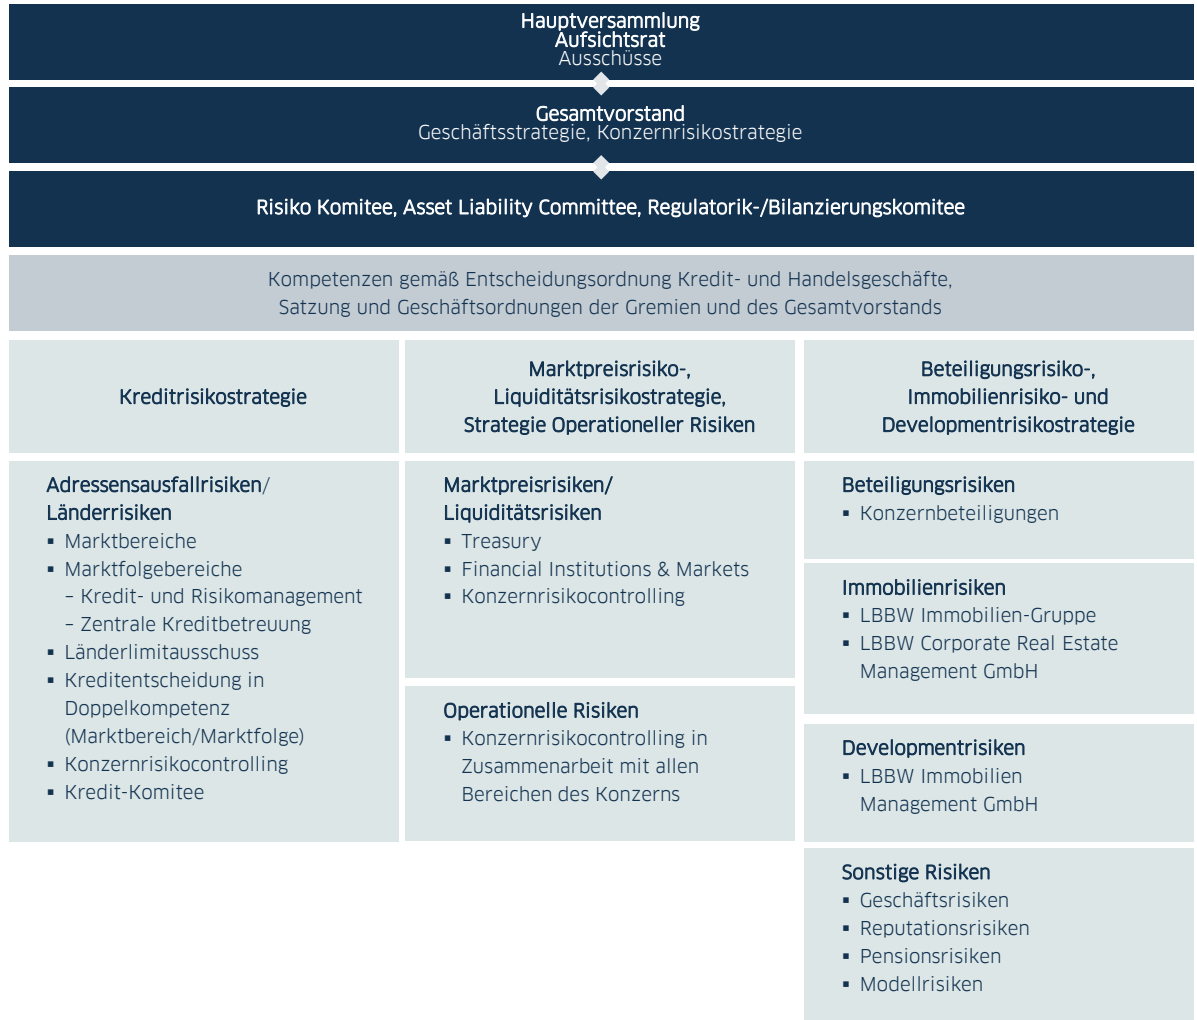 Hauptversammlung
Aufsichtsrat
Ausschüsse
Gesamtvorstand
Geschäftsstrategie, Konzernrisikostrategie
Risiko Komitee, Asset Liability Committee, Regulatorik-/Bilanzierungskomitee
Kompetenzen gemäß Entscheidungsordnung Kredit- und Handelsgeschäfte,
Satzung und Geschäftsordnungen der Gremien und des Gesamtvorstands
Kreditrisikostrategie
Adressensausfallrisiken/
Länderrisiken
▪ Marktbereiche
▪ Marktfolgebereiche
– Kredit- und Risikomanagement
– Zentrale Kreditbetreuung
▪ Länderlimitausschuss
▪ Kreditentscheidung in
Doppelkompetenz
(Marktbereich/Marktfolge)
▪ Konzernrisikocontrolling
▪ Kredit-Komitee
Marktpreisrisiko-,
Liquiditätsrisikostrategie,
Strategie Operationeller Risiken
Marktpreisrisiken/
Liquiditätsrisiken
▪ Treasury
▪ Financial Institutions & Markets
▪ Konzernrisikocontrolling
Operationelle Risiken
▪ Konzernrisikocontrolling in
Zusammenarbeit mit allen
Bereichen des Konzerns
Beteiligungsrisiko-,
Immobilienrisiko- und
Developmentrisikostrategie
Beteiligungsrisiken
▪ Konzernbeteiligungen
Immobilienrisiken
▪ LBBW Immobilien-Gruppe
▪ LBBW Corporate Real Estate
Management GmbH
Developmentrisiken
▪ LBBW Immobilien
Management GmbH
Sonstige Risiken
▪ Geschäftsrisiken
▪ Reputationsrisiken
▪ Pensionsrisiken
▪ Modellrisiken